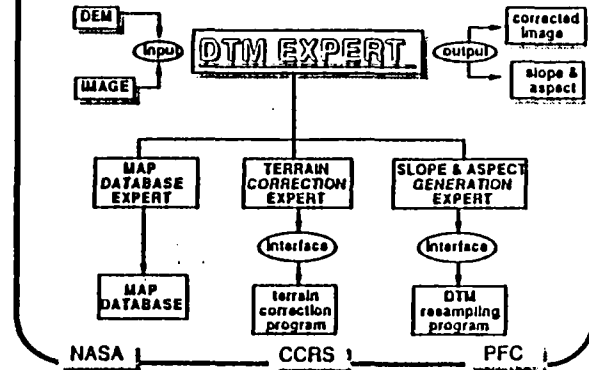 DEM
IMAGE
Input
DTM EXPERT
output
corrected
Image
slope &
aspect
MAP
DATABASE
EXPERT
TERRAIN
CORRECTION
EXPERT
SLOPE & ASPECT
GENERATION
EXPERT
Interface
Interface
MAP
DATABASE
terrain
correction
program
DTM
resampling
program
NASA
CCRS
PFC